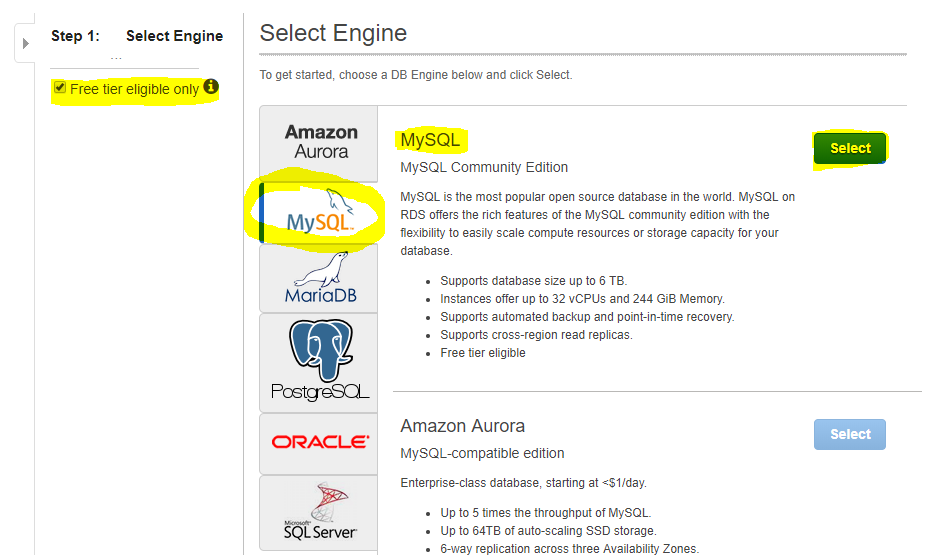 Step 1: Select Engine
...
Free tier eligible only
Select Engine
To get started, choose a DB Engine below and click Select.
Amazon
Aurora
MySQL
MariaDB
PostgreSQL
ORACLE
Microsoft
SQL Server
MySQL
Select
MySQL Community Edition
MySQL is the most popular open source database in the world. MySQL on
RDS offers the rich features of the MySQL community edition with the
flexibility to easily scale compute resources or storage capacity for your
database.
Supports database size up to 6 TB.
Instances offer up to 32 vCPUs and 244 GiB Memory.
Supports automated backup and point-in-time recovery.
Supports cross-region read replicas.
Free tier eligible
Amazon Aurora
Select
MySQL-compatible edition
Enterprise-class database, starting at <$1/day.
Up to 5 times the throughput of MySQL.
Up to 64TB of auto-scaling SSD storage.
6-way replication across three Availability Zones.